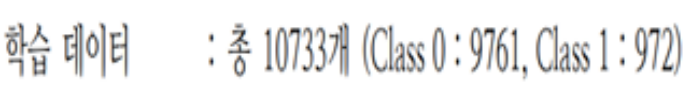 학습 데이터 : 총 10733개 (Class 0 : 9761, Class 1 : 972)